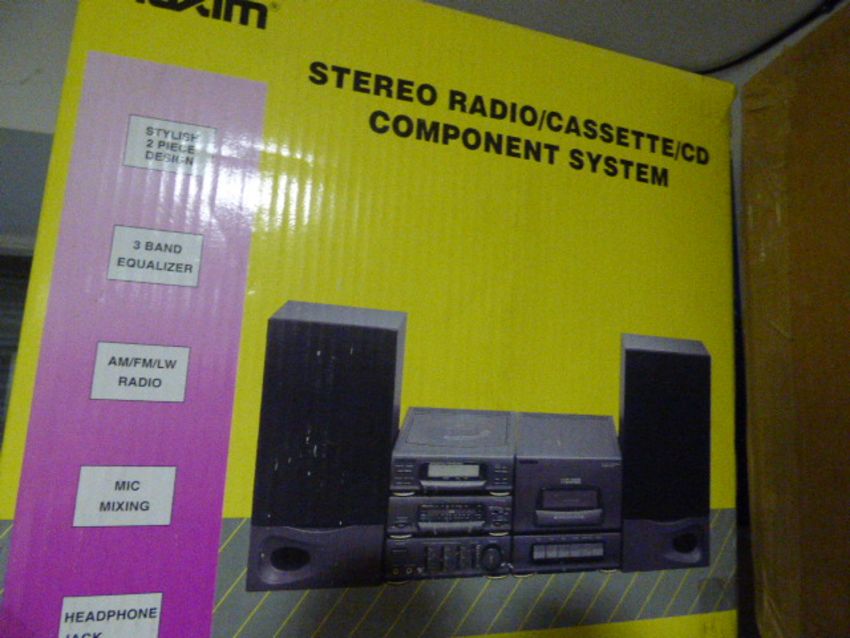 STEREO RADIO/CASSETTE/CD
COMPONENT SYSTEM
STYLISH
2 PIECE
DESIGN
3 BAND
EQUALIZER
AM/FM/LW
RADIO
MIC
MIXING
HEADPHONE
JACK